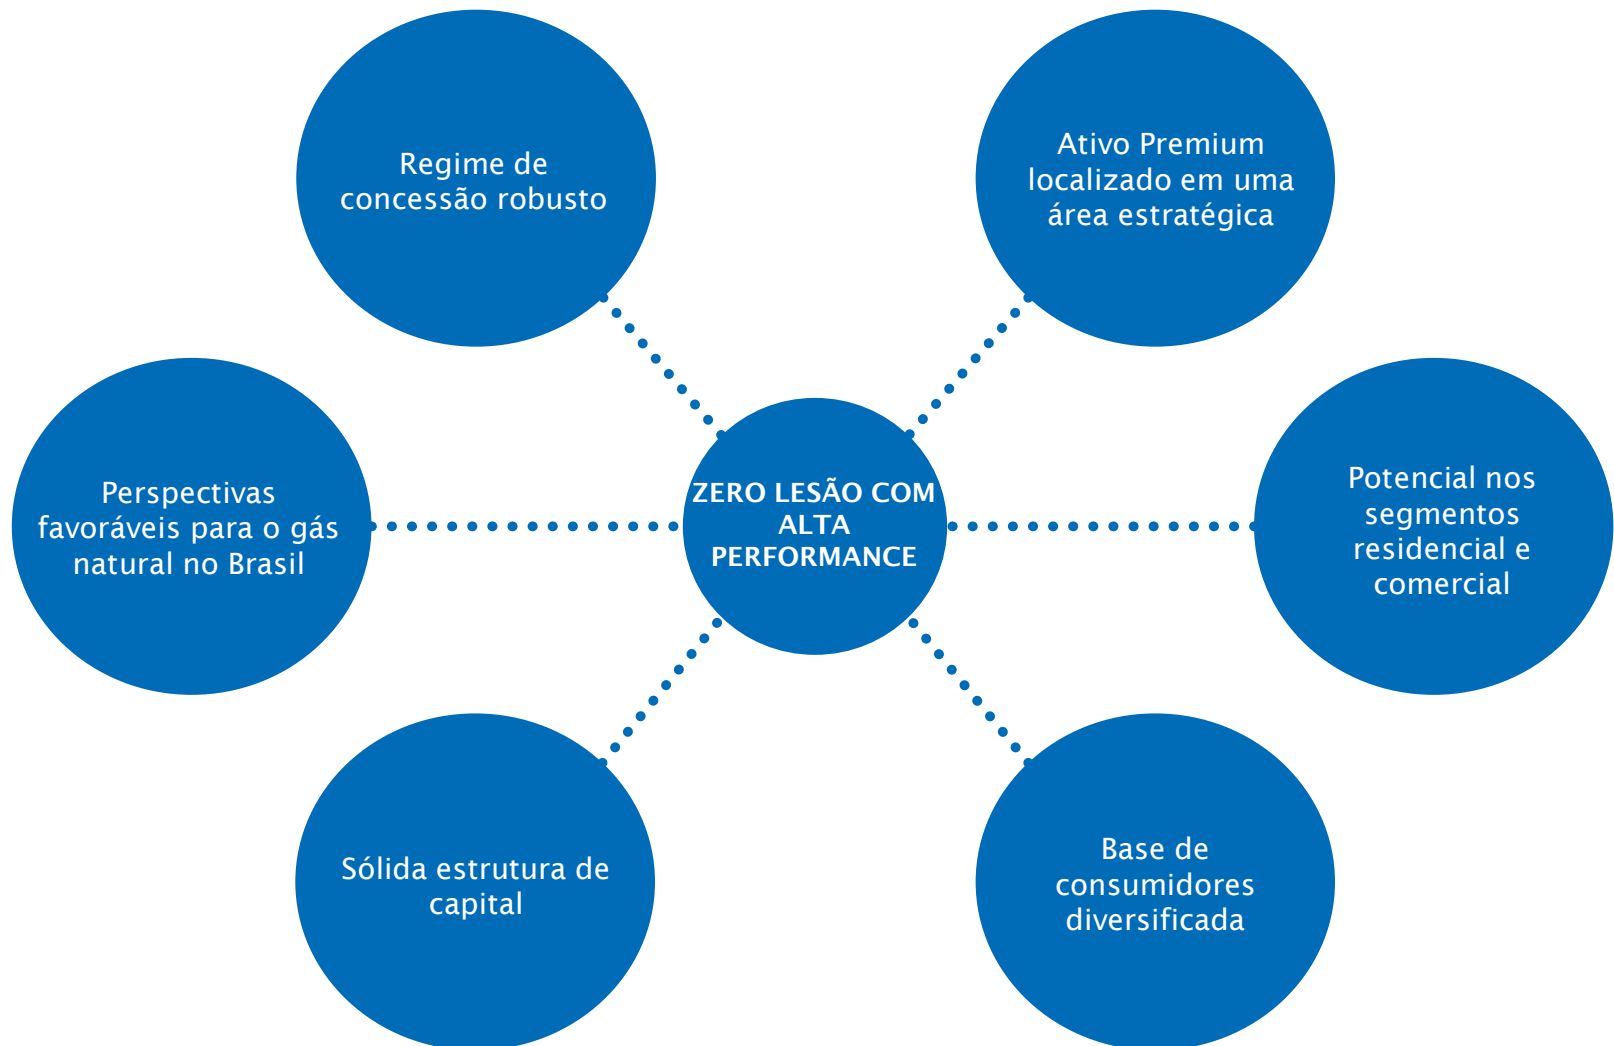 Regime de
concessão robusto
Ativo Premium
localizado em uma
área estratégica
Perspectivas
favoráveis para o gás
natural no Brasil
ZERO LESÃO COM
ALTA
PERFORMANCE
Potencial nos
segmentos
residencial e
comercial
Sólida estrutura de
capital
Base de
consumidores
diversificada